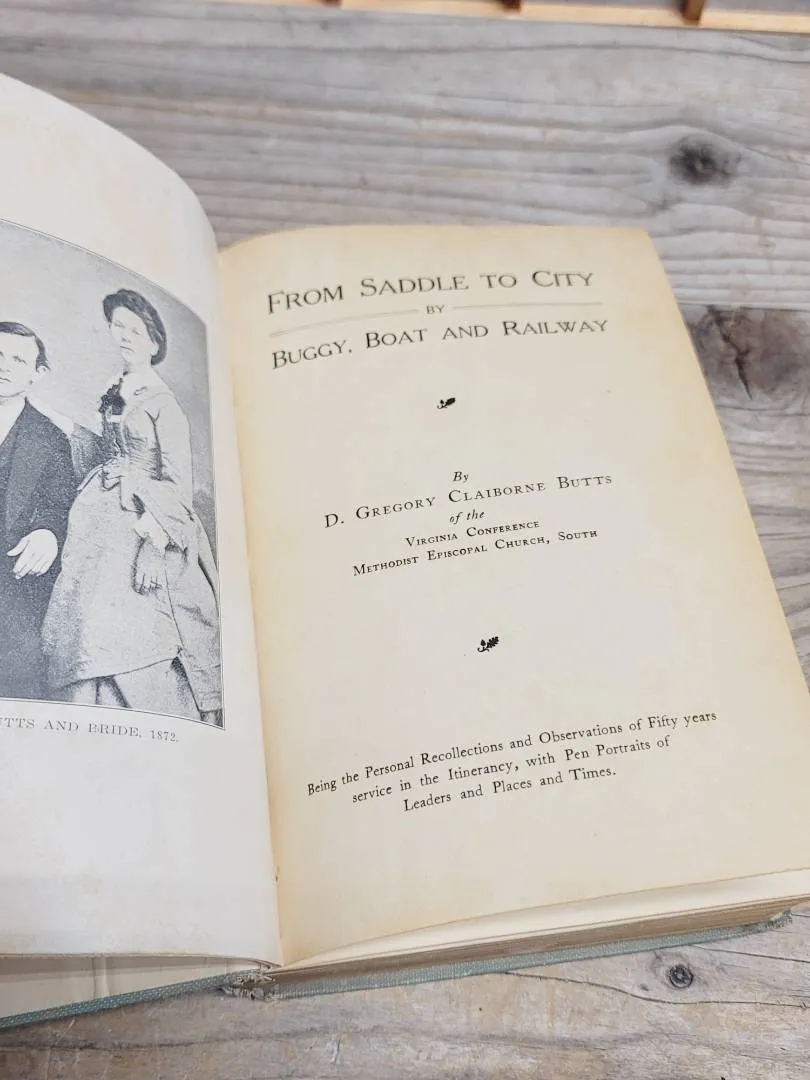 UTTS AND BRIDE, 1872.
FROM SADDLE TO CITY
BY
BUGGY, BOAT AND RAILWAY
By
D. GREGORY CLAIBORNE BUTTS
of the
VIRGINIA CONFERENCE
METHODIST EPISCOPAL CHURCH, SOUTH
Being the Personal Recollections and Observations of Fifty years
service in the Itinerancy, with Pen Portraits of
Leaders and Places and Times.